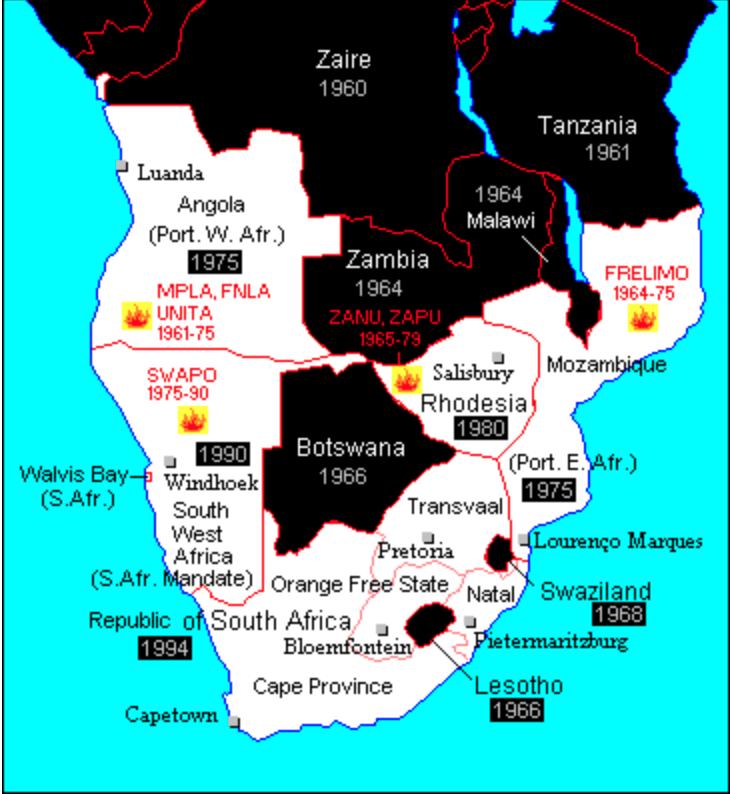 Zaire
1960
Tanzania
1961
Luanda
Angola
(Port. W. Afr.)
1975
MPLA, FNLA
UNITA
1961-75
1964
Malawi
Zambia
1964
ZANU, ZAPU
1965-79
FRELIMO
1964-75
Mozambique
Salisbury
Rhodesia
1980
SWAPO
1975-90
1990
Windhoek
Walvis Bay
(S.Afr.)
South
West
Africa
(S.Afr. Mandate)
Botswana
1966
(Port. E. Afr.)
1975
Transvaal
Pretoria
Lourenço Marques
Orange Free State
Natal
Swaziland
1968
Republic of South Africa
1994
Bloemfontein
Pietermaritzburg
Cape Province
Lesotho
1966
Capetown